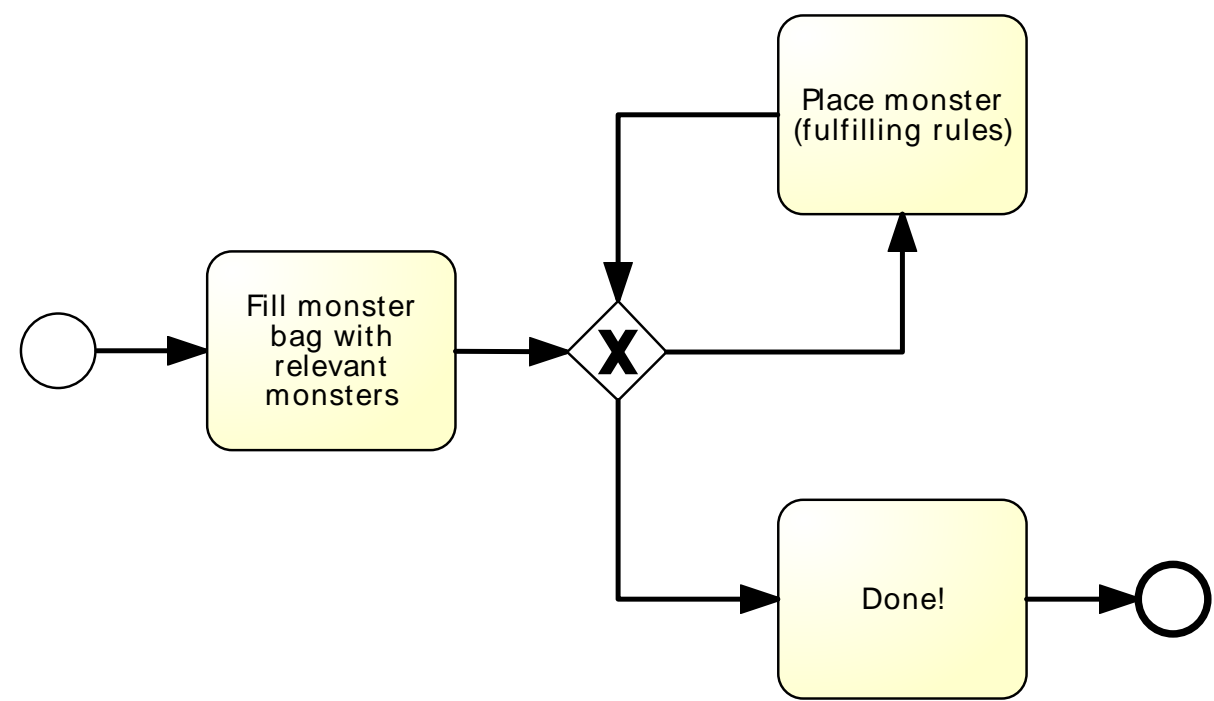 Place monster
(fulfilling rules)
Fill monster
bag with
relevant
monsters
X
Done!